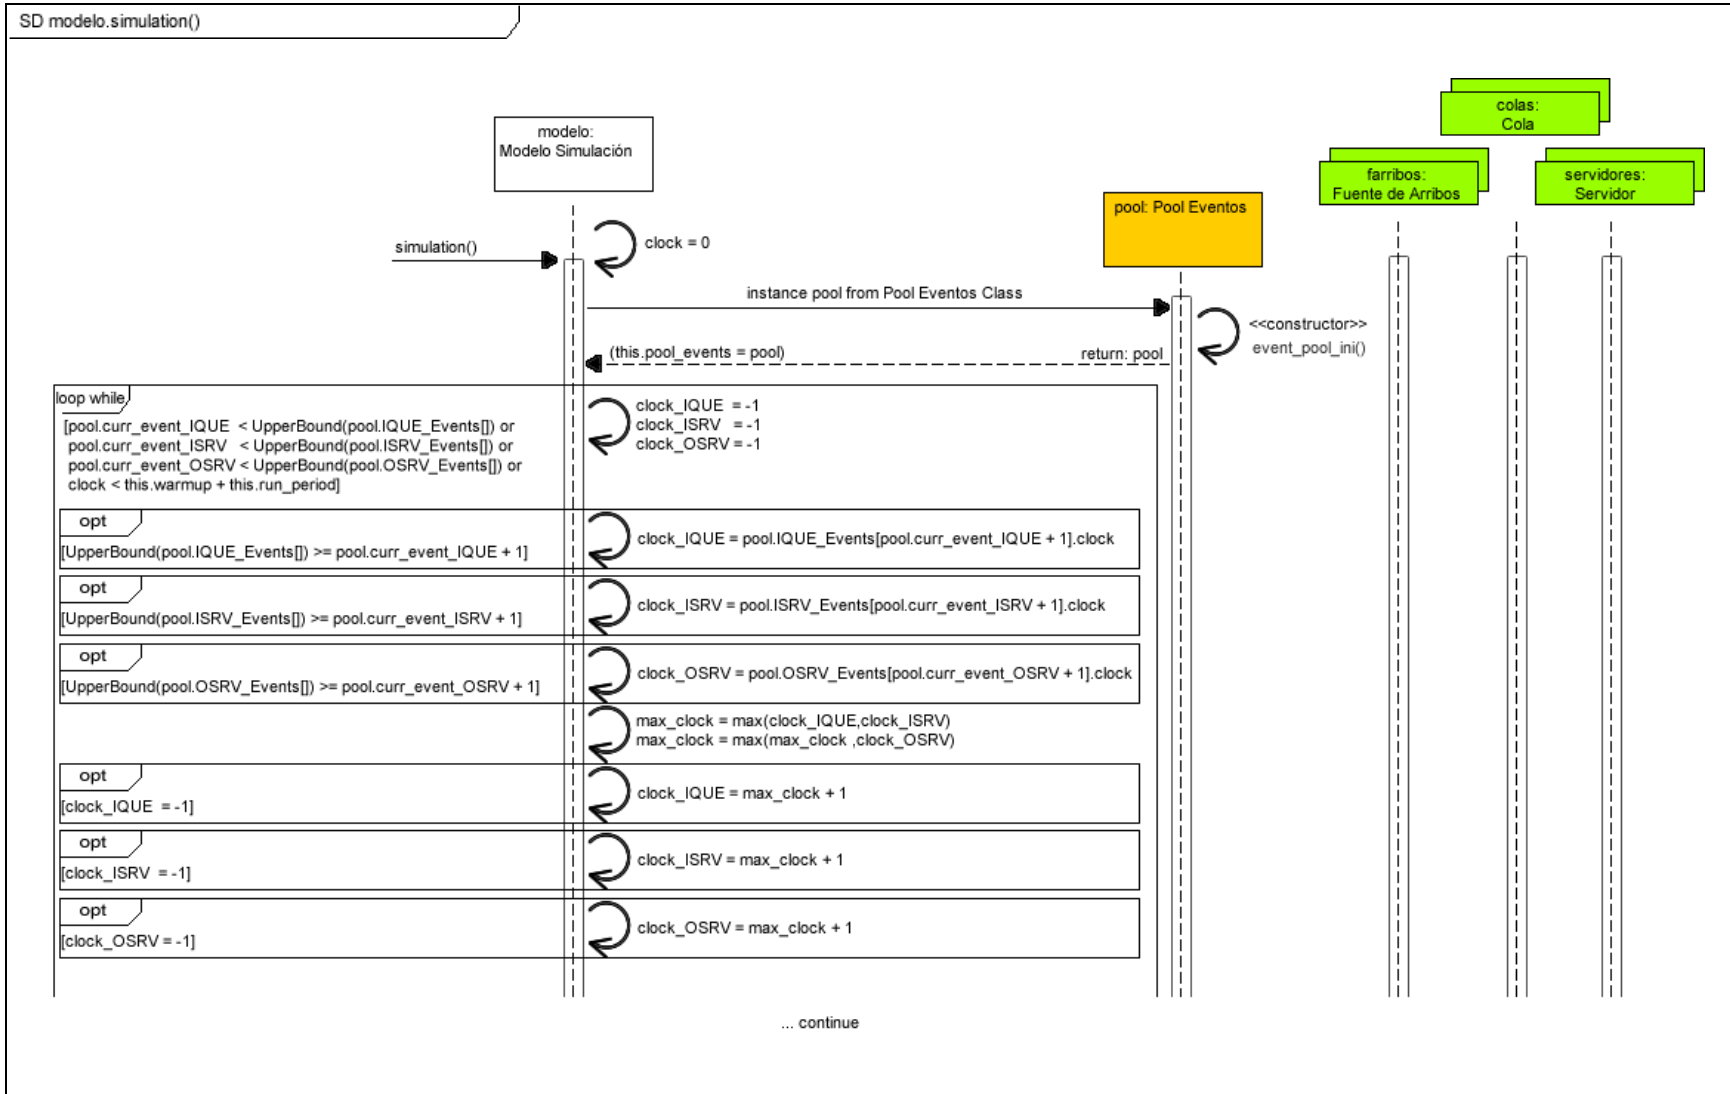 SD modelo.simulation()
colas:
Cola
modelo:
Modelo Simulación
farribos:
Fuente de Arribos
servidores:
Servidor
pool: Pool Eventos
simulation()
clock = 0
instance pool from Pool Eventos Class
<<constructor>>
event_pool_ini()
(this.pool_events = pool)
return: pool
loop while
[pool.curr_event_IQUE < UpperBound(pool.IQUE_Events[]) or
pool.curr_event_ISRV < UpperBound(pool.ISRV_Events[]) or
pool.curr_event_OSRV < UpperBound(pool.OSRV_Events[]) or
clock < this.warmup + this.run_period]
clock_IQUE = -1
clock_ISRV = -1
clock_OSRV = -1
opt
[UpperBound(pool.IQUE_Events[]) >= pool.curr_event_IQUE + 1]
clock_IQUE = pool.IQUE_Events[pool.curr_event_IQUE + 1].clock
opt
[UpperBound(pool.ISRV_Events[]) >= pool.curr_event_ISRV + 1]
clock_ISRV = pool.ISRV_Events[pool.curr_event_ISRV + 1].clock
opt
[UpperBound(pool.OSRV_Events[]) >= pool.curr_event_OSRV + 1]
clock_OSRV = pool.OSRV_Events[pool.curr_event_OSRV + 1].clock
max_clock = max(clock_IQUE,clock_ISRV)
max_clock = max(max_clock ,clock_OSRV)
opt
[clock_IQUE = -1]
clock_IQUE = max_clock + 1
opt
[clock_ISRV = -1]
clock_ISRV = max_clock + 1
opt
[clock_OSRV = -1]
clock_OSRV = max_clock + 1
... continue